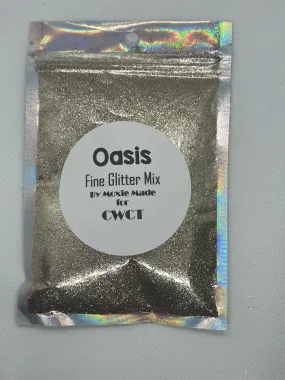 Oasis
Fine Glitter Mix
By Moxie Made
for
CWCT